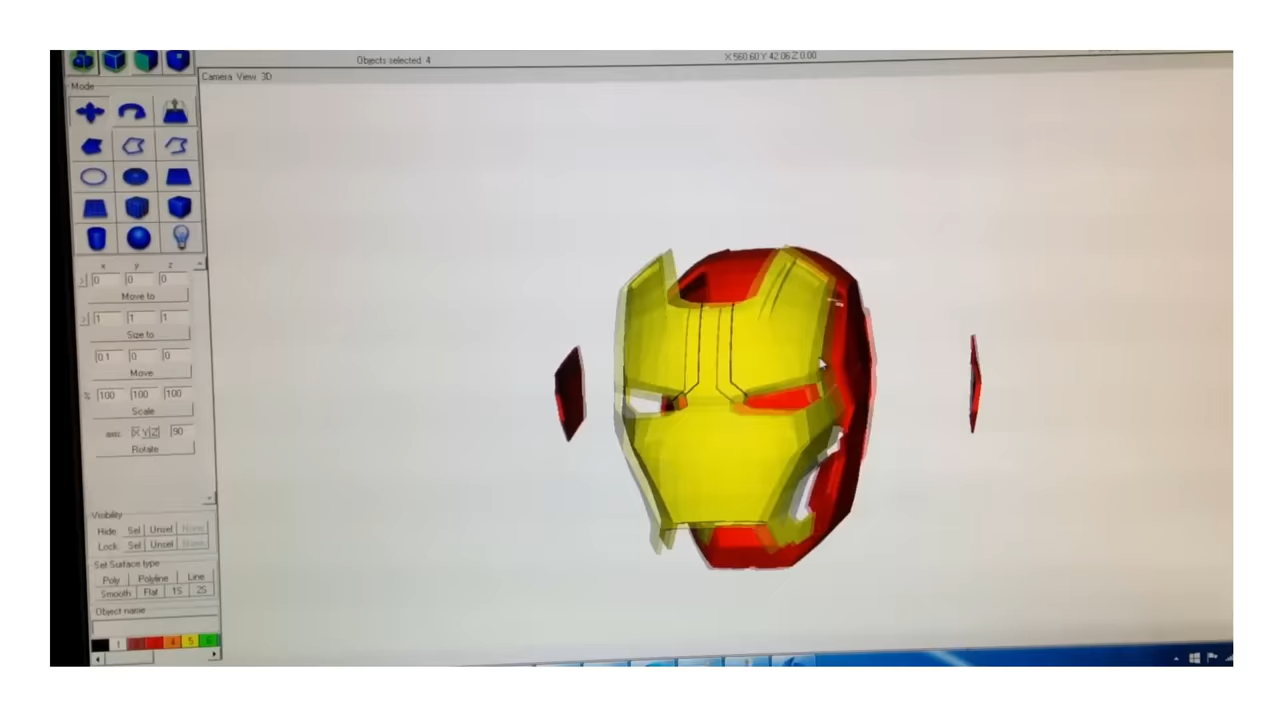 Objects selected 4
X 560.60 Y 42.06 Z 0.00
Camera View 3D
Mode
x y z
> 0 0 0
Move to
> 1 1 1
Size to
0.1 0 0
Move
% 100 100 100
Scale
axis: X Y Z 90
Rotate
Visibility
Hide: Sel Unsel
Lock: Sel Unsel
Set Surface type
Poly Polyline Line
Smooth Flat 15 25
Object name
1 2 3 4 5 6